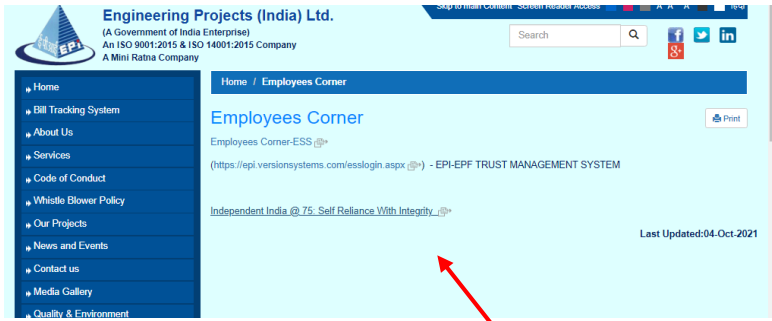 Skip to main Content Screen Reader Access A A A हिन्दी
Engineering Projects (India) Ltd.
(A Government of India Enterprise)
An ISO 9001:2015 & ISO 14001:2015 Company
A Mini Ratna Company
EPI
Search
Home
Bill Tracking System
About Us
Services
Code of Conduct
Whistle Blower Policy
Our Projects
News and Events
Contact us
Media Gallery
Quality & Environment
Home / Employees Corner
Employees Corner
Print
Employees Corner-ESS
(https://epi.versionsystems.com/esslogin.aspx) - EPI-EPF TRUST MANAGEMENT SYSTEM
Independent India @ 75: Self Reliance With Integrity
Last Updated:04-Oct-2021